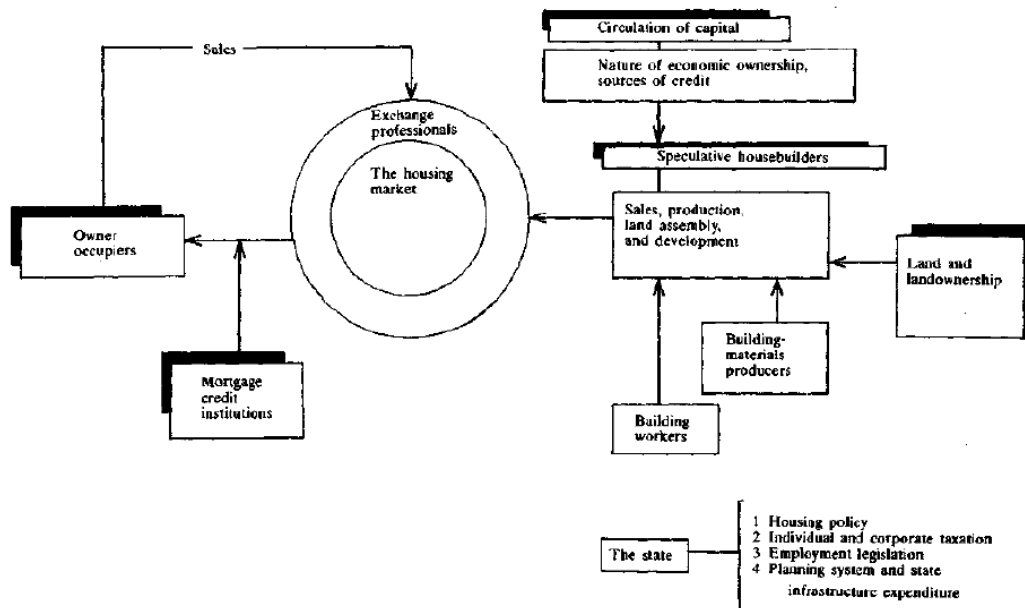 Sales
Circulation of capital
Nature of economic ownership,
sources of credit
Exchange
professionals
The housing
market
Speculative housebuilders
Sales, production,
land assembly,
and development
Owner
occupiers
Land and
landownership
Mortgage
credit
institutions
Building-
materials
producers
Building
workers
The state
1 Housing policy
2 Individual and corporate taxation
3 Employment legislation
4 Planning system and state
infrastructure expenditure